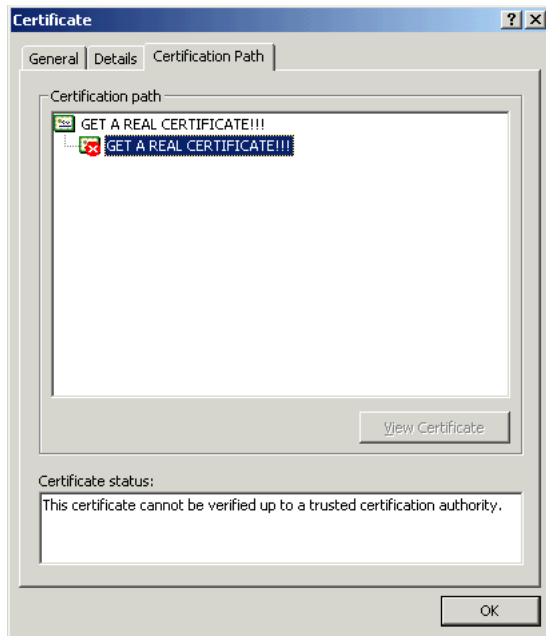 Certificate
General
Details
Certification Path
Certification path
GET A REAL CERTIFICATE!!!
GET A REAL CERTIFICATE!!!
View Certificate
Certificate status:
This certificate cannot be verified up to a trusted certification authority.
OK